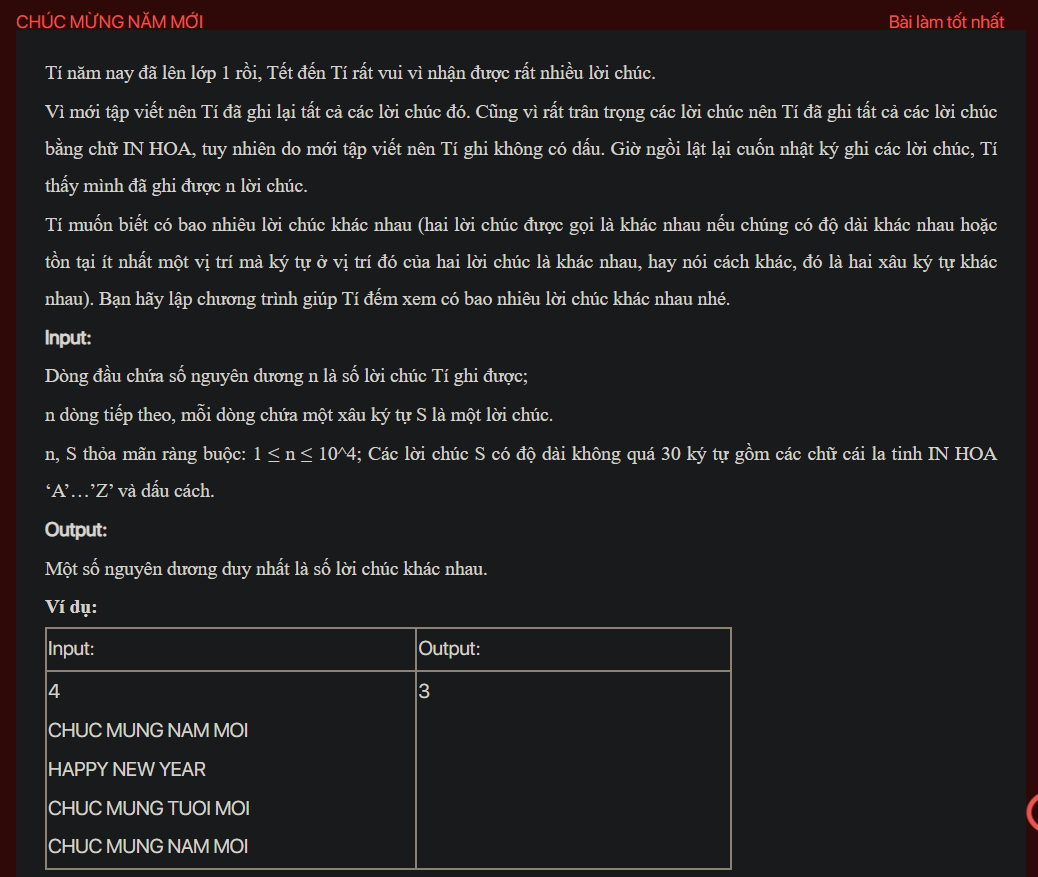 CHÚC MỪNG NĂM MỚI
Bài làm tốt nhất
Tí năm nay đã lên lớp 1 rồi, Tết đến Tí rất vui vì nhận được rất nhiều lời chúc.
Vì mới tập viết nên Tí đã ghi lại tất cả các lời chúc đó. Cũng vì rất trân trọng các lời chúc nên Tí đã ghi tất cả các lời chúc
bằng chữ IN HOA, tuy nhiên do mới tập viết nên Tí ghi không có dấu. Giờ ngồi lật lại cuốn nhật ký ghi các lời chúc, Tí
thấy mình đã ghi được n lời chúc.
Tí muốn biết có bao nhiêu lời chúc khác nhau (hai lời chúc được gọi là khác nhau nếu chúng có độ dài khác nhau hoặc
tồn tại ít nhất một vị trí mà ký tự ở vị trí đó của hai lời chúc là khác nhau, hay nói cách khác, đó là hai xâu ký tự khác
nhau). Bạn hãy lập chương trình giúp Tí đếm xem có bao nhiêu lời chúc khác nhau nhé.
Input:
Dòng đầu chứa số nguyên dương n là số lời chúc Tí ghi được;
n dòng tiếp theo, mỗi dòng chứa một xâu ký tự S là một lời chúc.
n, S thỏa mãn ràng buộc: 1 ≤ n ≤ 10^4; Các lời chúc S có độ dài không quá 30 ký tự gồm các chữ cái la tinh IN HOA
‘A’…’Z’ và dấu cách.
Output:
Một số nguyên dương duy nhất là số lời chúc khác nhau.
Ví dụ:
Input:
Output:
4
3
CHUC MUNG NAM MOI
HAPPY NEW YEAR
CHUC MUNG TUOI MOI
CHUC MUNG NAM MOI